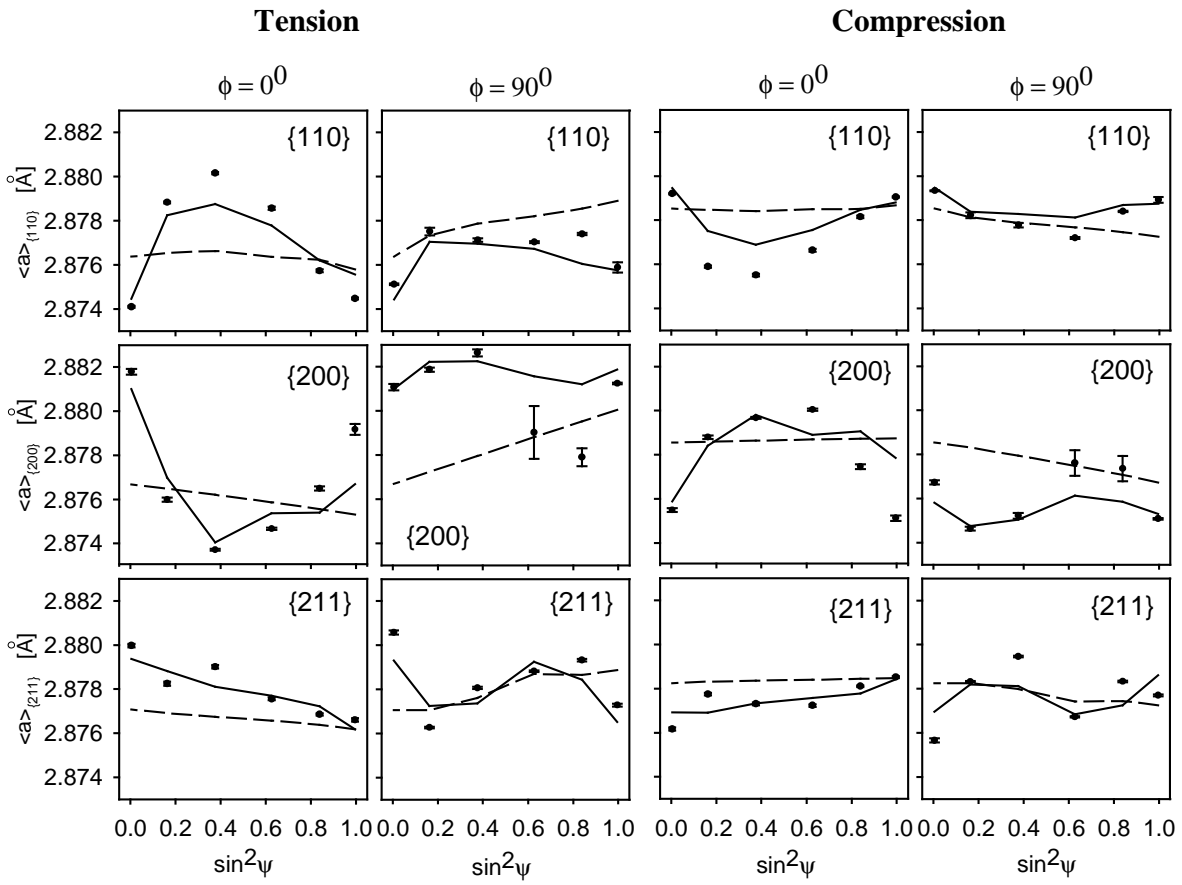 Tension Compression
ϕ = 0⁰ ϕ = 90⁰ ϕ = 0⁰ ϕ = 90⁰
<a>{110} [Å]
2.882
2.880
2.878
2.876
2.874
{110} {110} {110} {110}
<a>{200} [Å]
2.882
2.880
2.878
2.876
2.874
{200} {200} {200} {200}
<a>{211} [Å]
2.882
2.880
2.878
2.876
2.874
{211} {211} {211} {211}
0.0 0.2 0.4 0.6 0.8 1.0 0.0 0.2 0.4 0.6 0.8 1.0 0.0 0.2 0.4 0.6 0.8 1.0 0.0 0.2 0.4 0.6 0.8 1.0
sin²ψ sin²ψ sin²ψ sin²ψ